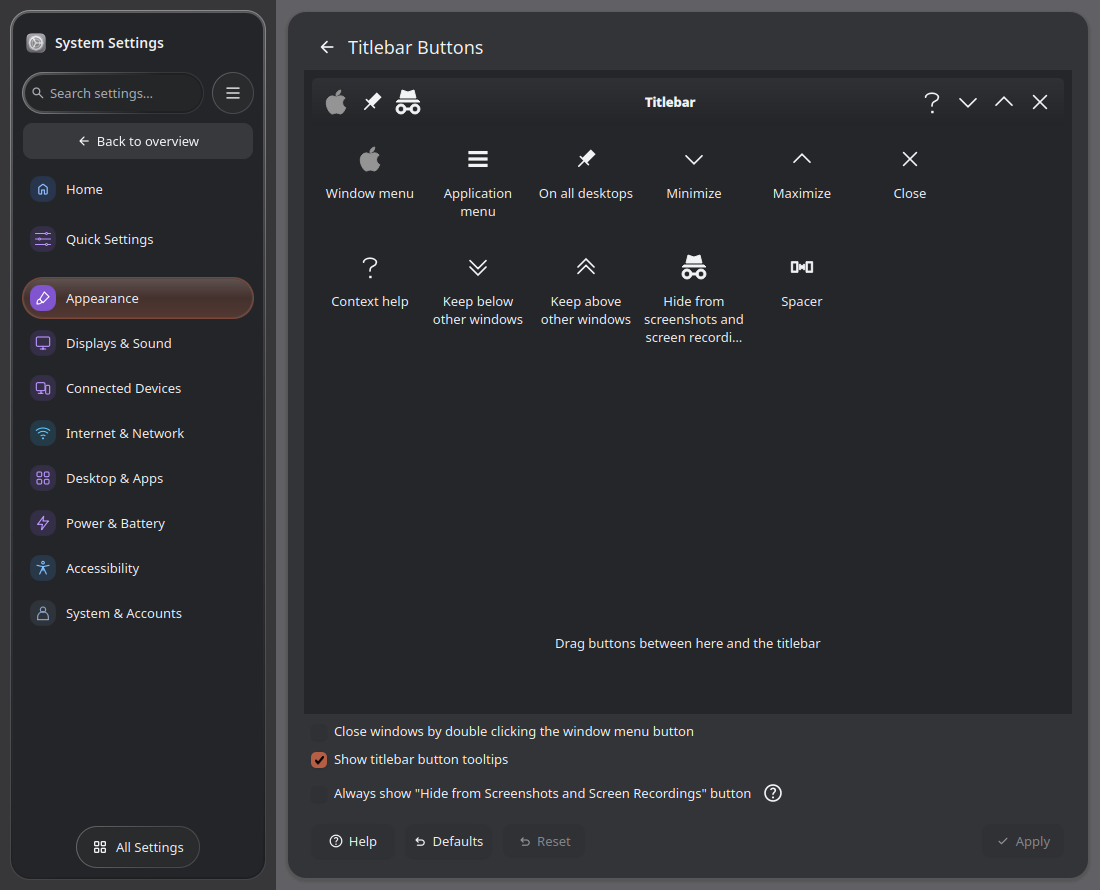 System Settings
Search settings...
Back to overview
Home
Quick Settings
Appearance
Displays & Sound
Connected Devices
Internet & Network
Desktop & Apps
Power & Battery
Accessibility
System & Accounts
All Settings
Titlebar Buttons
Titlebar
Window menu
Application
menu
On all desktops
Minimize
Maximize
Close
Context help
Keep below
other windows
Keep above
other windows
Hide from
screenshots and
screen recordi...
Spacer
Drag buttons between here and the titlebar
Close windows by double clicking the window menu button
Show titlebar button tooltips
Always show "Hide from Screenshots and Screen Recordings" button
Help
Defaults
Reset
Apply